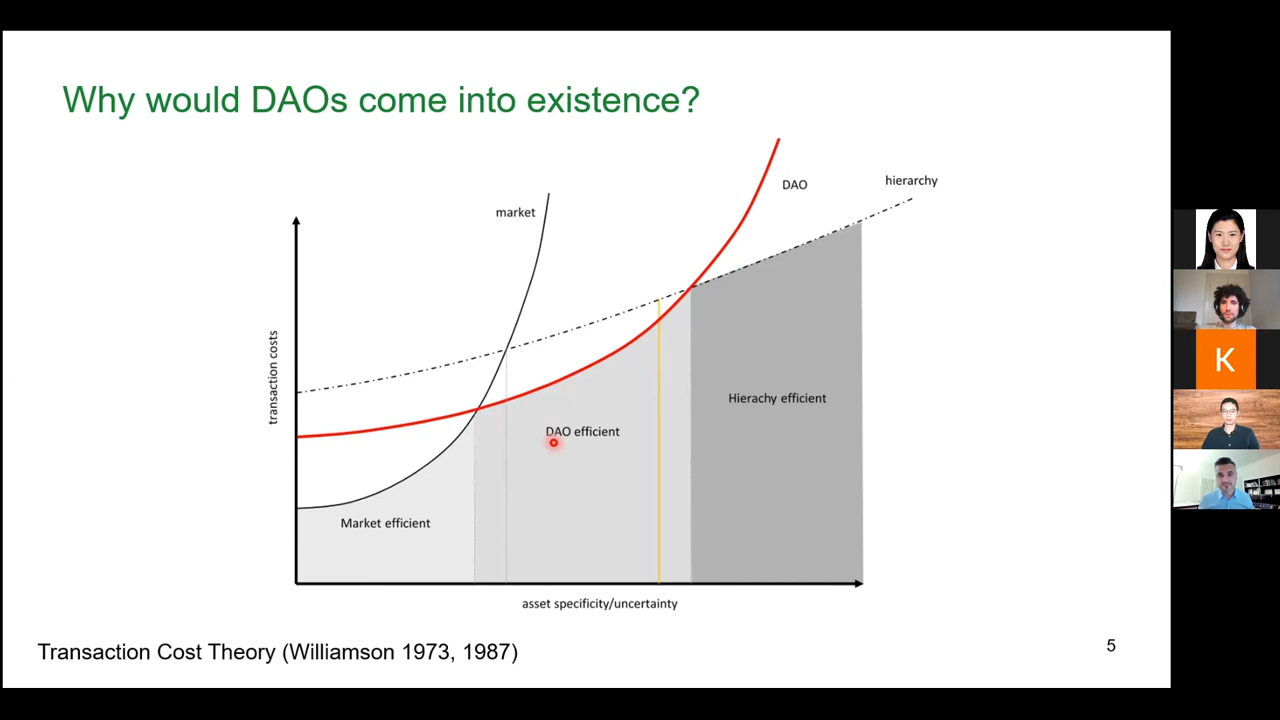 Why would DAOs come into existence?
DAO
hierarchy
market
transaction costs
Hierachy efficient
DAO efficient
Market efficient
asset specificity/uncertainty
Transaction Cost Theory (Williamson 1973, 1987)
5
K